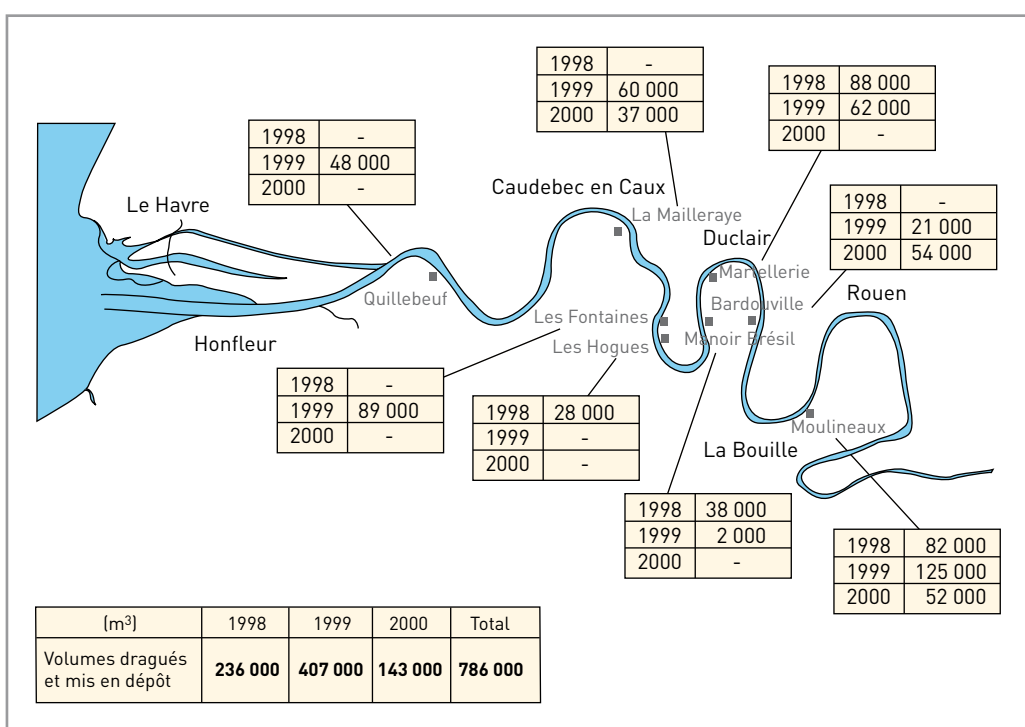 1998 -
1999 60 000
2000 37 000
1998 88 000
1999 62 000
2000 -
1998 -
1999 48 000
2000 -
Caudebec en Caux
La Mailleraye
Le Havre
1998 -
1999 21 000
2000 54 000
Duclair
Martellerie
Quillebeuf
Bardouville
Rouen
Les Fontaines
Manoir Brésil
Honfleur
Les Hogues
1998 -
1999 89 000
2000 -
1998 28 000
1999 -
2000 -
Moulineaux
La Bouille
1998 38 000
1999 2 000
2000 -
1998 82 000
1999 125 000
2000 52 000
(m³) 1998 1999 2000 Total
Volumes dragués
et mis en dépôt 236 000 407 000 143 000 786 000